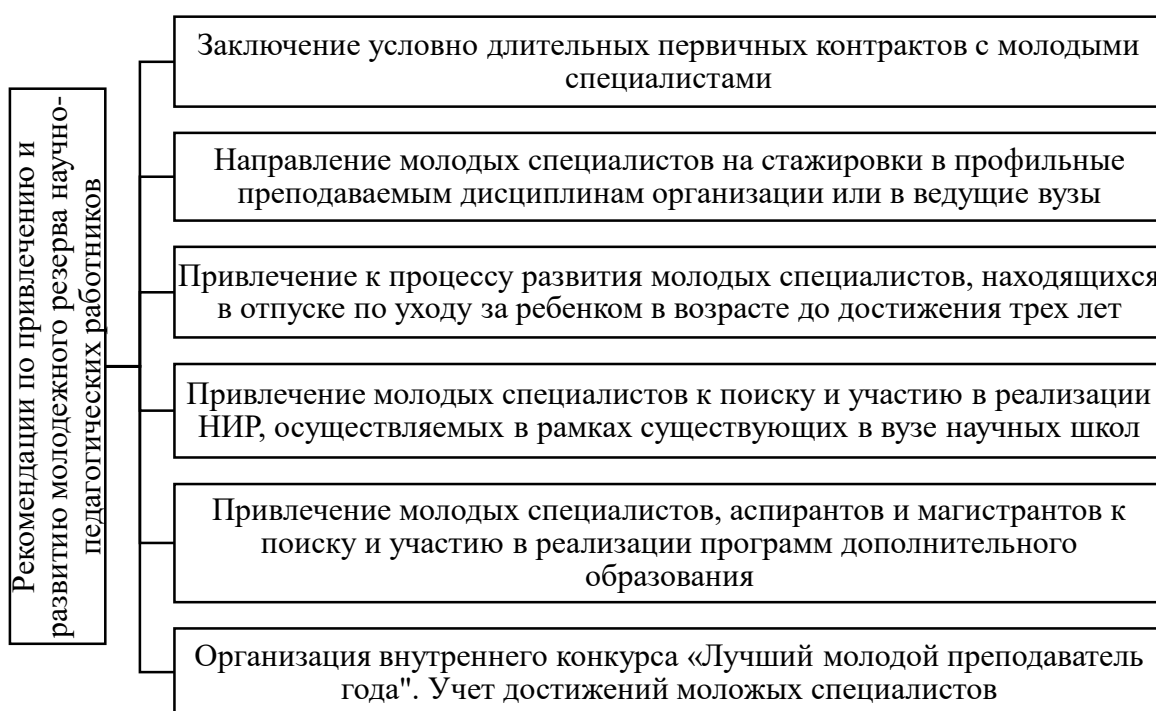 Рекомендации по привлечению и
развитию молодежного резерва научно-
педагогических работников
Заключение условно длительных первичных контрактов с молодыми
специалистами
Направление молодых специалистов на стажировки в профильные
преподаваемым дисциплинам организации или в ведущие вузы
Привлечение к процессу развития молодых специалистов, находящихся
в отпуске по уходу за ребенком в возрасте до достижения трех лет
Привлечение молодых специалистов к поиску и участию в реализации
НИР, осуществляемых в рамках существующих в вузе научных школ
Привлечение молодых специалистов, аспирантов и магистрантов к
поиску и участию в реализации программ дополнительного
образования
Организация внутреннего конкурса «Лучший молодой преподаватель
года". Учет достижений моложых специалистов